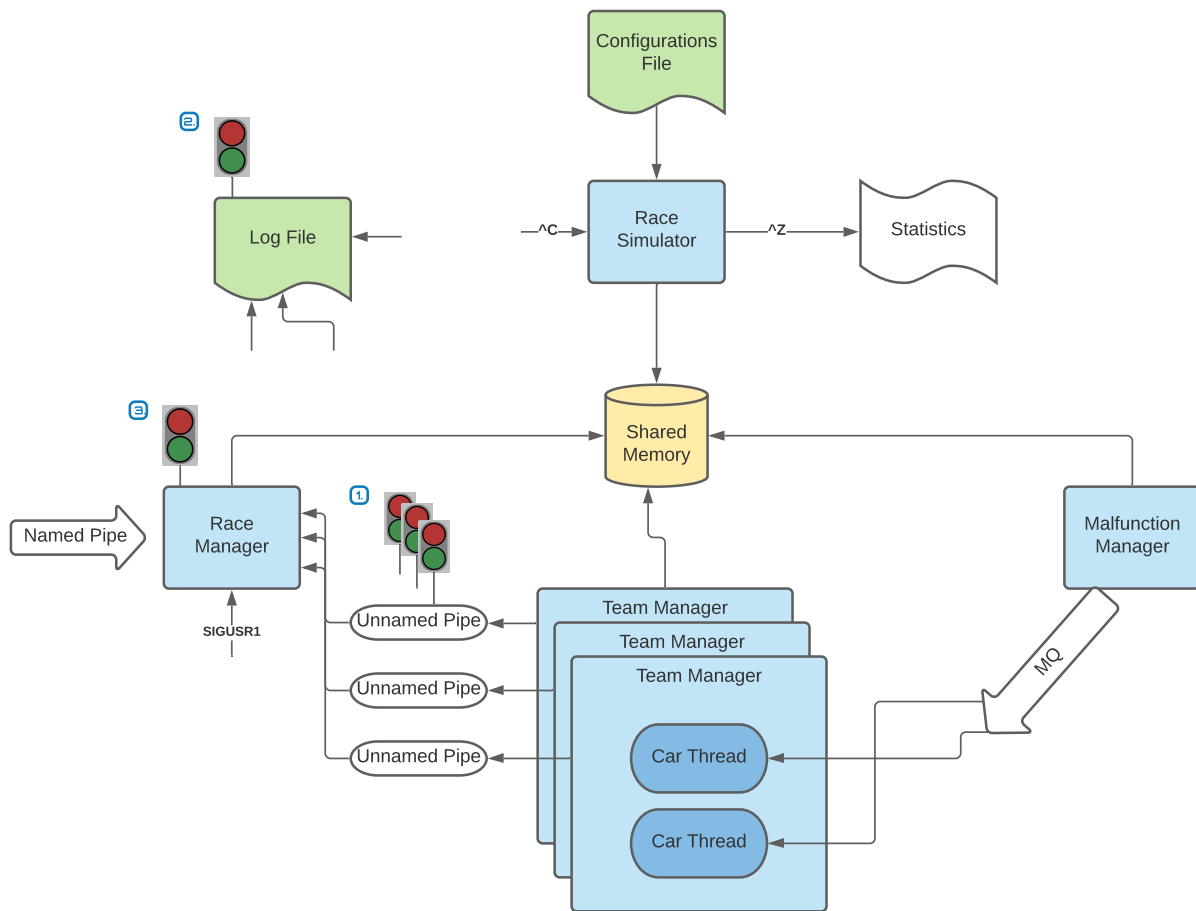 Configurations
File
2.
Log File
^C
Race
Simulator
^Z
Statistics
3.
Shared
Memory
1.
Named Pipe
Race
Manager
Malfunction
Manager
SIGUSR1
Unnamed Pipe
Team Manager
Unnamed Pipe
Team Manager
Team Manager
MQ
Unnamed Pipe
Car Thread
Car Thread